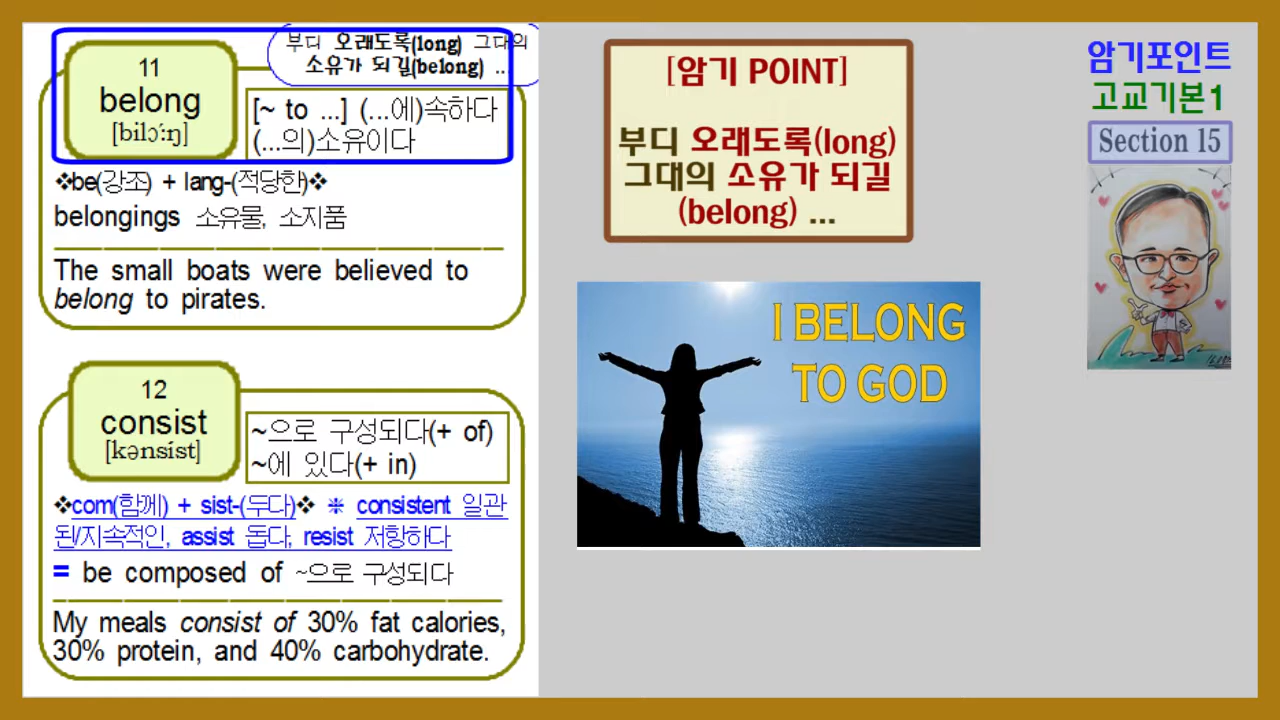 부디 오래도록(long) 그대의
소유가 되길(belong) ...
11
belong
[bilɔ́ːŋ]
[~ to ...] (...에)속하다
(...의)소유이다
❖be(강조) + lang-(적당한)❖
belongings 소유물, 소지품
The small boats were believed to
belong to pirates.
12
consist
[kənsíst]
~으로 구성되다(+ of)
~에 있다(+ in)
❖com(함께) + sist-(두다)❖ ❈ consistent 일관
된/지속적인, assist 돕다, resist 저항하다
= be composed of ~으로 구성되다
My meals consist of 30% fat calories,
30% protein, and 40% carbohydrate.
[암기 POINT]
부디 오래도록(long)
그대의 소유가 되길
(belong) ...
I BELONG
TO GOD
암기포인트
고교기본1
Section 15